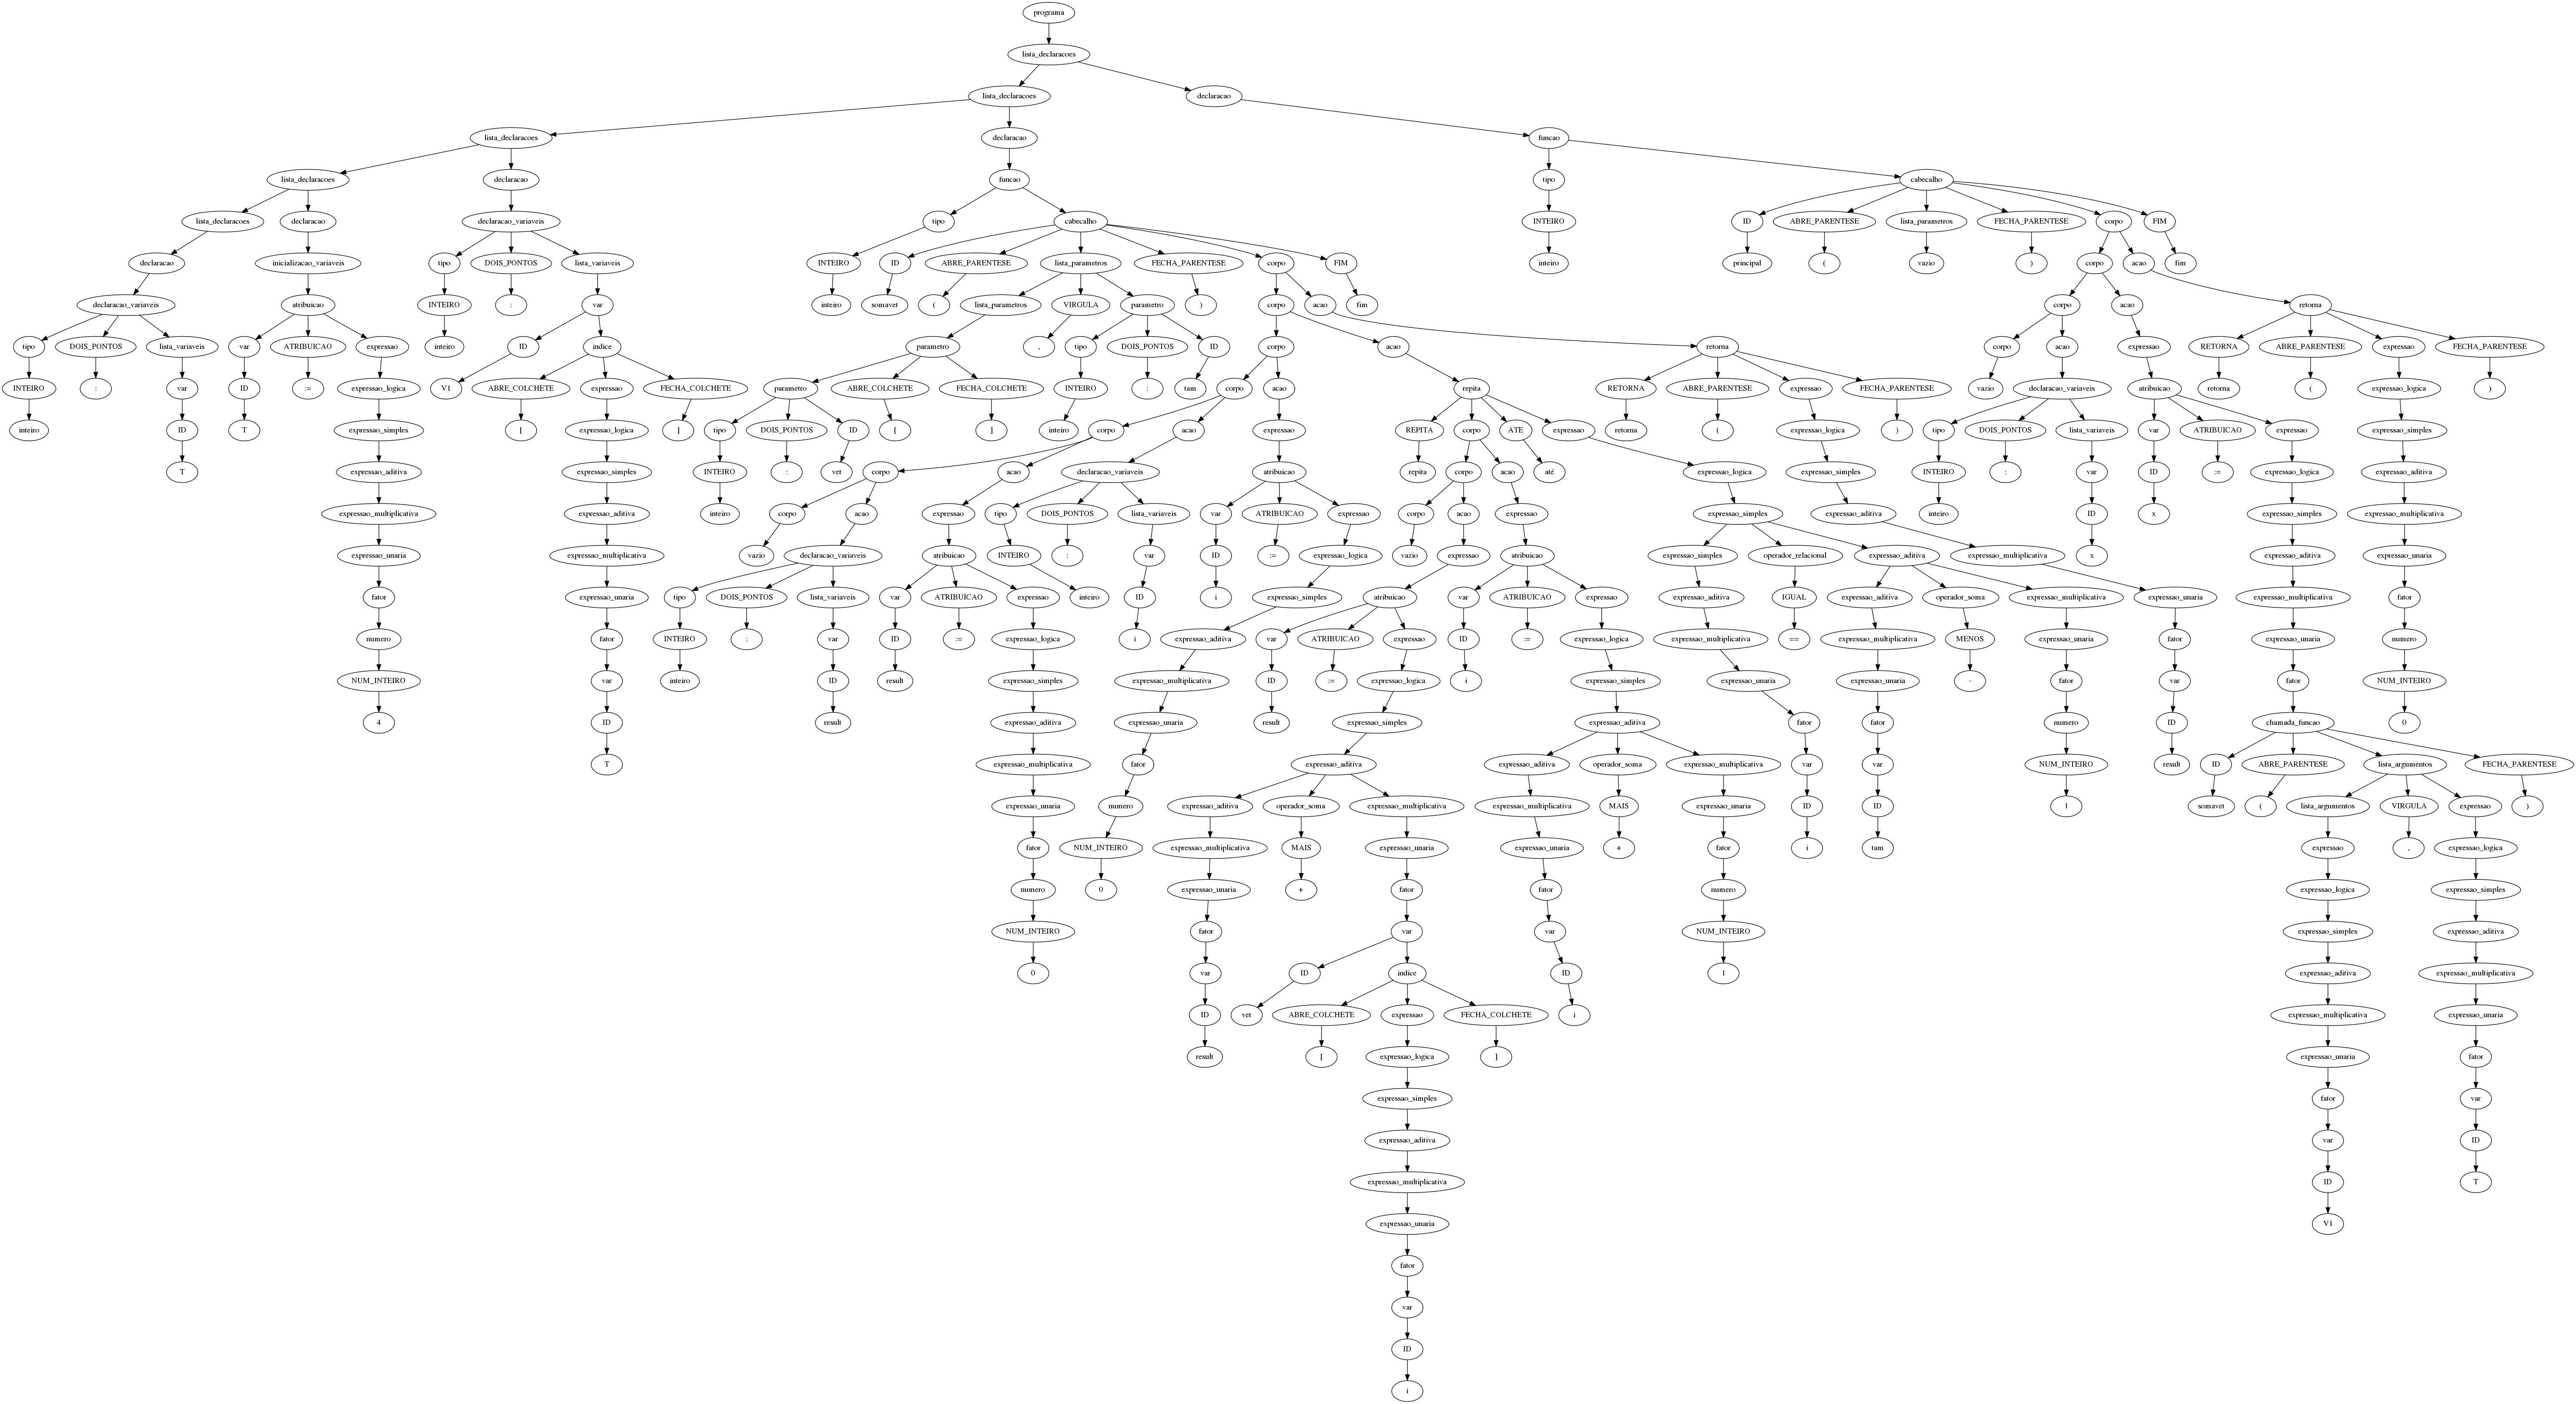 programa
lista_declaracoes
lista_declaracoes declaracao
lista_declaracoes declaracao funcao
lista_declaracoes declaracao funcao tipo cabecalho
lista_declaracoes declaracao declaracao_variaveis tipo cabecalho INTEIRO ID ABRE_PARENTESE lista_parametros FECHA_PARENTESE corpo FIM
declaracao inicializacao_variaveis tipo DOIS_PONTOS lista_variaveis INTEIRO ID ABRE_PARENTESE lista_parametros FECHA_PARENTESE corpo FIM inteiro principal ( vazio ) corpo acao fim
declaracao_variaveis atribuicao INTEIRO : var inteiro somavet ( lista_parametros VIRGULA parametro ) corpo acao fim corpo acao retorna
tipo DOIS_PONTOS lista_variaveis var ATRIBUICAO expressao inteiro ID indice parametro , tipo DOIS_PONTOS ID corpo acao retorna corpo acao expressao RETORNA ABRE_PARENTESE expressao FECHA_PARENTESE
INTEIRO : var ID := expressao_logica V1 ABRE_COLCHETE expressao FECHA_COLCHETE parametro ABRE_COLCHETE FECHA_COLCHETE INTEIRO : tam corpo acao repita RETORNA ABRE_PARENTESE expressao FECHA_PARENTESE vazio declaracao_variaveis atribuicao retorna ( expressao_logica )
inteiro ID T expressao_simples [ expressao_logica ] tipo DOIS_PONTOS ID [ ] inteiro corpo acao expressao REPITA corpo ATE expressao retorna ( expressao_logica ) tipo DOIS_PONTOS lista_variaveis var ATRIBUICAO expressao expressao_simples
T expressao_aditiva expressao_simples INTEIRO : vet corpo acao declaracao_variaveis atribuicao repita corpo acao até expressao_logica expressao_simples INTEIRO : var ID := expressao_logica expressao_aditiva
expressao_multiplicativa expressao_aditiva inteiro corpo acao expressao tipo DOIS_PONTOS lista_variaveis var ATRIBUICAO expressao corpo acao expressao expressao_simples expressao_aditiva inteiro ID x expressao_simples expressao_multiplicativa
expressao_unaria expressao_multiplicativa vazio declaracao_variaveis atribuicao INTEIRO : var ID := expressao_logica vazio expressao atribuicao expressao_simples operador_relacional expressao_aditiva expressao_multiplicativa x expressao_aditiva expressao_unaria
fator expressao_unaria tipo DOIS_PONTOS lista_variaveis var ATRIBUICAO expressao inteiro ID i expressao_simples atribuicao var ATRIBUICAO expressao expressao_aditiva IGUAL expressao_aditiva operador_soma expressao_multiplicativa expressao_unaria expressao_multiplicativa fator
numero fator INTEIRO : var ID := expressao_logica i expressao_aditiva var ATRIBUICAO expressao ID := expressao_logica expressao_multiplicativa == expressao_multiplicativa MENOS expressao_unaria fator expressao_unaria numero
NUM_INTEIRO var inteiro ID result expressao_simples expressao_multiplicativa ID := expressao_logica i expressao_simples expressao_unaria expressao_unaria - fator var fator NUM_INTEIRO
4 ID result expressao_aditiva expressao_unaria result expressao_simples expressao_aditiva fator fator numero ID chamada_funcao 0
T expressao_multiplicativa fator expressao_aditiva expressao_aditiva operador_soma expressao_multiplicativa var var NUM_INTEIRO result ID ABRE_PARENTESE lista_argumentos FECHA_PARENTESE
expressao_unaria numero expressao_aditiva operador_soma expressao_multiplicativa expressao_multiplicativa MAIS expressao_unaria ID ID 1 somavet ( lista_argumentos VIRGULA expressao )
fator NUM_INTEIRO expressao_multiplicativa MAIS expressao_unaria expressao_unaria + fator i tam expressao , expressao_logica
numero 0 expressao_unaria + fator fator numero expressao_logica expressao_simples
NUM_INTEIRO fator var var NUM_INTEIRO expressao_simples expressao_aditiva
0 var ID indice ID 1 expressao_aditiva expressao_multiplicativa
ID vet ABRE_COLCHETE expressao FECHA_COLCHETE i expressao_multiplicativa expressao_unaria
result [ expressao_logica ] expressao_unaria fator
expressao_simples fator var
expressao_aditiva var ID
expressao_multiplicativa ID T
expressao_unaria V1
fator
var
ID
i